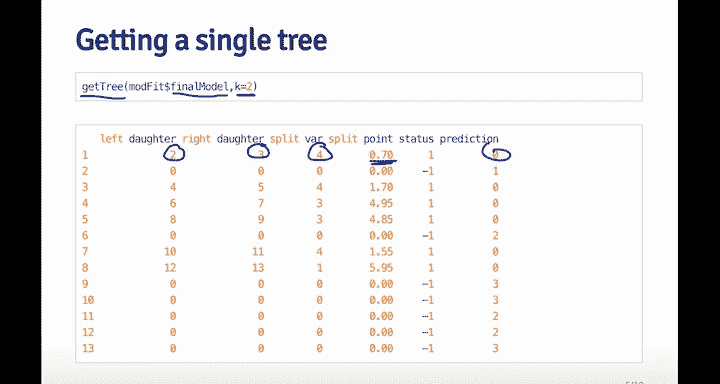 Getting a single tree
getTree(modFit$finalModel,k=2)
left daughter right daughter split var split point status prediction
1 2 3 4 0.70 1 0
2 0 0 0 0.00 -1 1
3 4 5 4 1.70 1 0
4 6 7 3 4.95 1 0
5 8 9 3 4.85 1 0
6 0 0 0 0.00 -1 2
7 10 11 4 1.55 1 0
8 12 13 1 5.95 1 0
9 0 0 0 0.00 -1 3
10 0 0 0 0.00 -1 3
11 0 0 0 0.00 -1 2
12 0 0 0 0.00 -1 2
13 0 0 0 0.00 -1 3